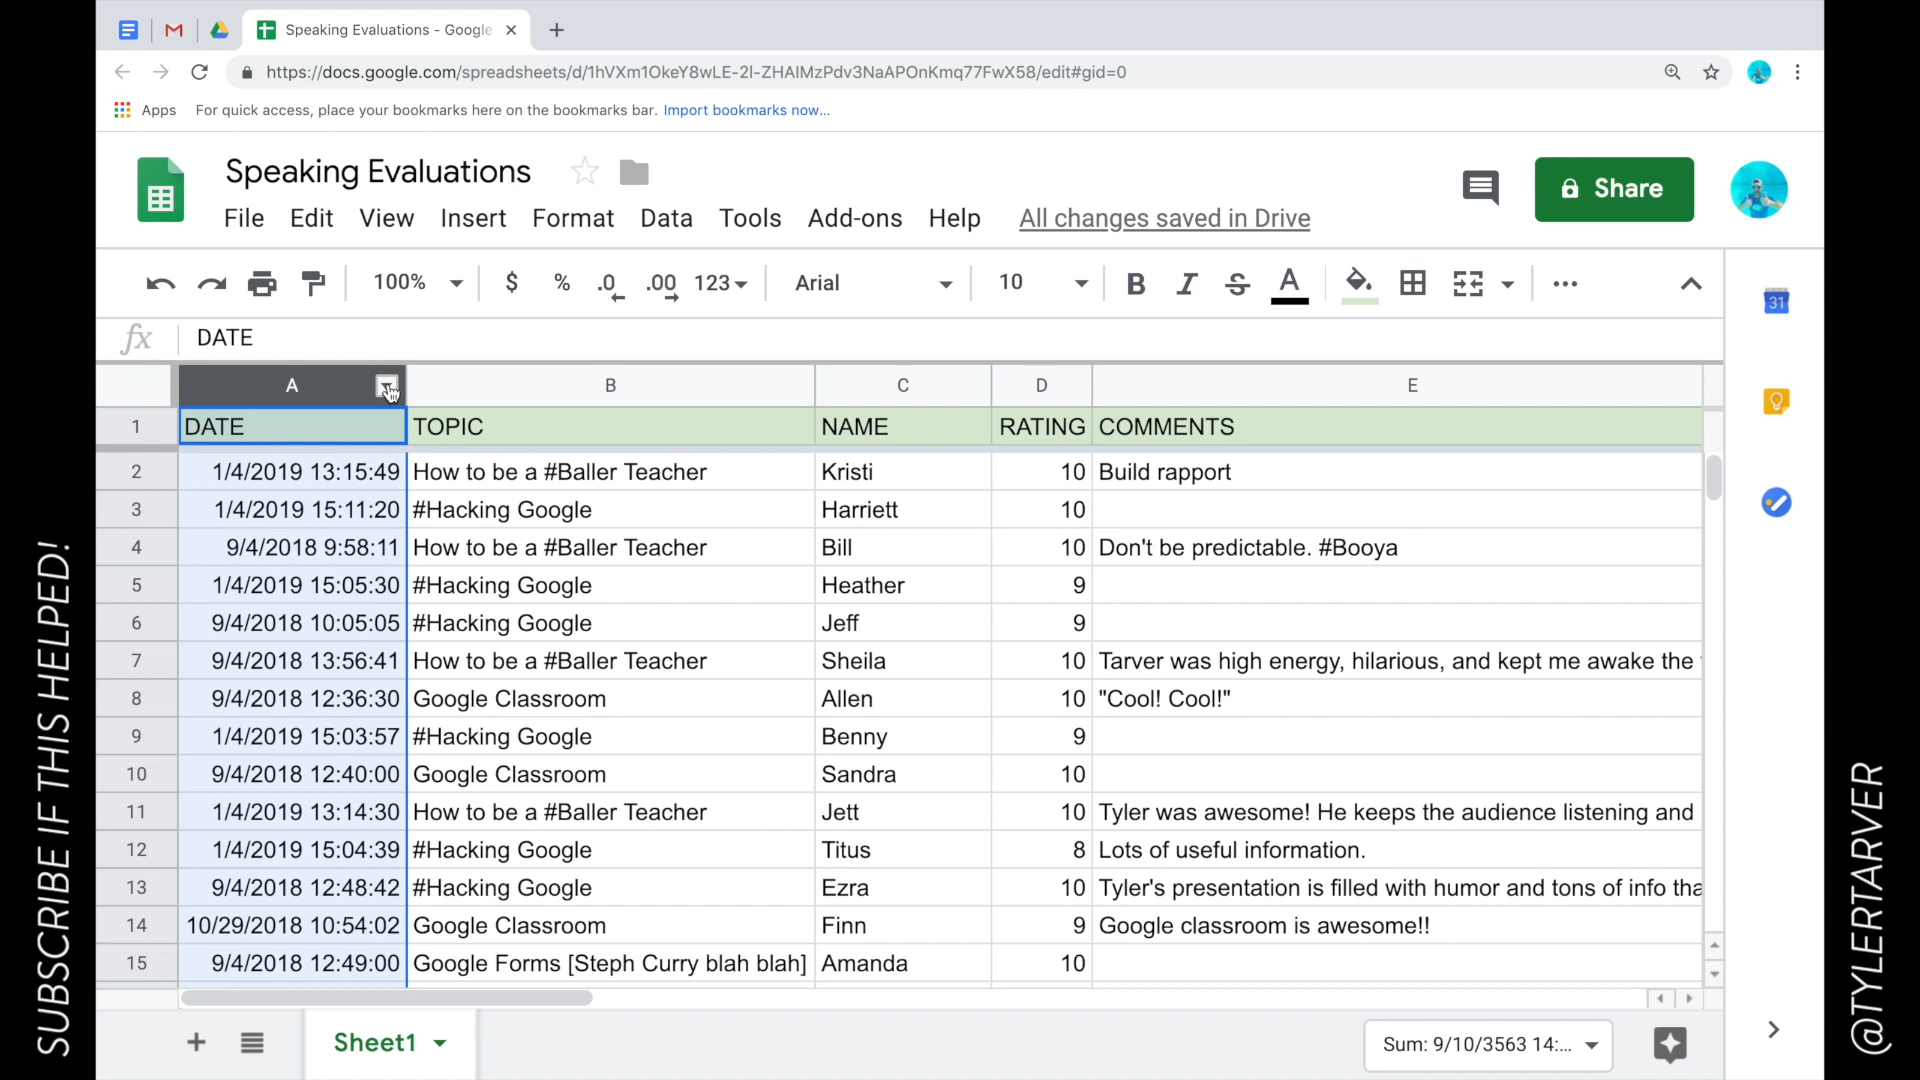 Speaking Evaluations - Google
https://docs.google.com/spreadsheets/d/1hVXm1OkeY8wLE-2l-ZHAlMzPdv3NaAPOnKmq77FwX58/edit#gid=0
Apps For quick access, place your bookmarks here on the bookmarks bar. Import bookmarks now...
Speaking Evaluations
Share
File Edit View Insert Format Data Tools Add-ons Help All changes saved in Drive
100% $ % .0 .00 123 Arial 10 B I S A
31
fx DATE
A B C D E
1 DATE TOPIC NAME RATING COMMENTS
2 1/4/2019 13:15:49 How to be a #Baller Teacher Kristi 10 Build rapport
3 1/4/2019 15:11:20 #Hacking Google Harriett 10
4 9/4/2018 9:58:11 How to be a #Baller Teacher Bill 10 Don't be predictable. #Booya
5 1/4/2019 15:05:30 #Hacking Google Heather 9
6 9/4/2018 10:05:05 #Hacking Google Jeff 9
7 9/4/2018 13:56:41 How to be a #Baller Teacher Sheila 10 Tarver was high energy, hilarious, and kept me awake the
8 9/4/2018 12:36:30 Google Classroom Allen 10 "Cool! Cool!"
9 1/4/2019 15:03:57 #Hacking Google Benny 9
10 9/4/2018 12:40:00 Google Classroom Sandra 10
11 1/4/2019 13:14:30 How to be a #Baller Teacher Jett 10 Tyler was awesome! He keeps the audience listening and
12 1/4/2019 15:04:39 #Hacking Google Titus 8 Lots of useful information.
13 9/4/2018 12:48:42 #Hacking Google Ezra 10 Tyler's presentation is filled with humor and tons of info tha
14 10/29/2018 10:54:02 Google Classroom Finn 9 Google classroom is awesome!!
15 9/4/2018 12:49:00 Google Forms [Steph Curry blah blah] Amanda 10
Sheet1
Sum: 9/10/3563 14:...
SUBSCRIBE IF THIS HELPED!
@TYLERTARVER